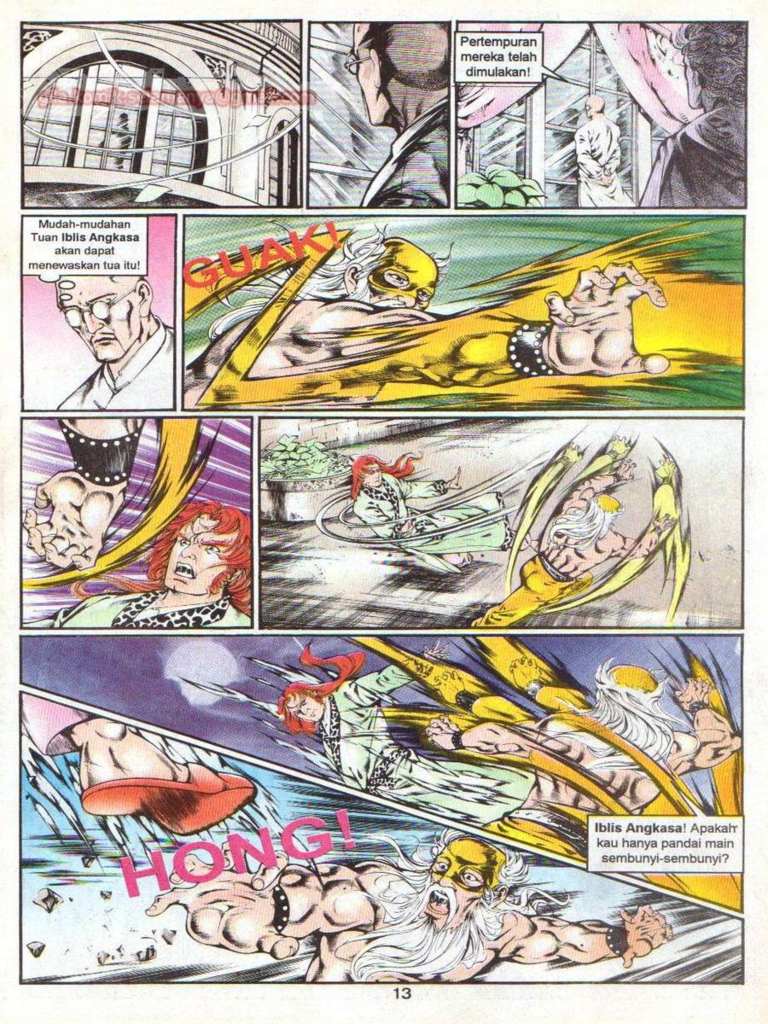 Pertempuran
mereka telah
dimulakan!
Mudah-mudahan
Tuan Iblis Angkasa
akan dapat
menewaskan tua itu!
GUAK!
Iblis Angkasa! Apakah
kau hanya pandai main
sembunyi-sembunyi?
HONG!
13